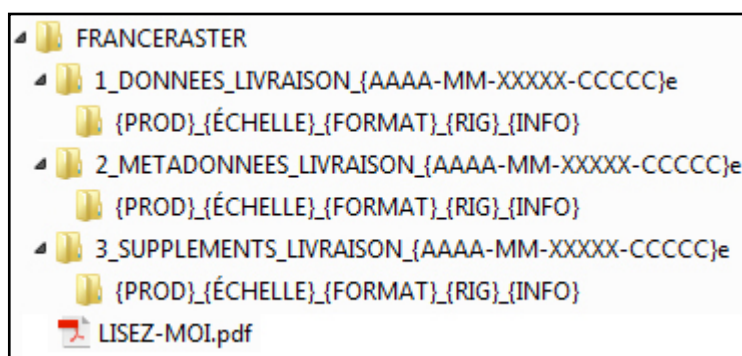 FRANCERASTER
1_DONNEES_LIVRAISON_{AAAA-MM-XXXXX-CCCCC}e
{PROD}_{ÉCHELLE}_{FORMAT}_{RIG}_{INFO}
2_METADONNEES_LIVRAISON_{AAAA-MM-XXXXX-CCCCC}e
{PROD}_{ÉCHELLE}_{FORMAT}_{RIG}_{INFO}
3_SUPPLEMENTS_LIVRAISON_{AAAA-MM-XXXXX-CCCCC}e
{PROD}_{ÉCHELLE}_{FORMAT}_{RIG}_{INFO}
LISEZ-MOI.pdf